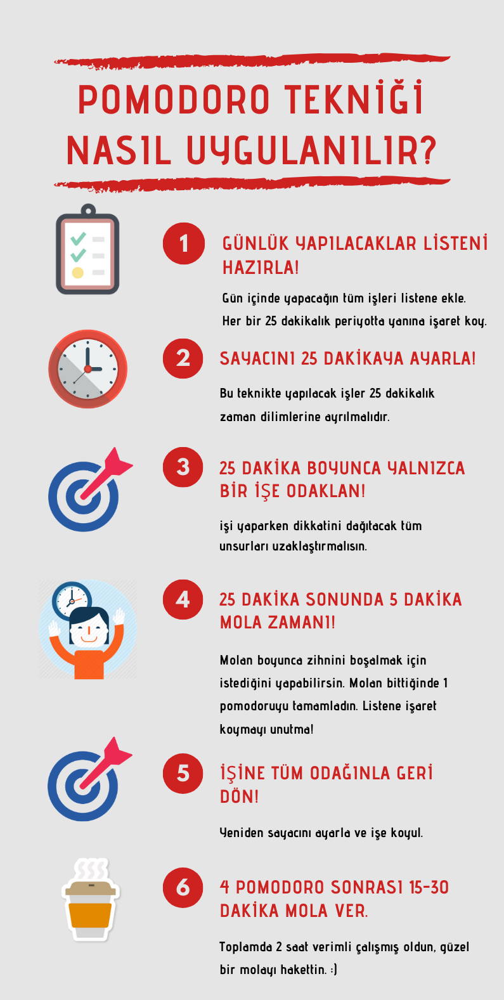 POMODORO TEKNİĞİ
NASIL UYGULANILIR?
1
GÜNLÜK YAPILACAKLAR LİSTENİ
HAZIRLA!
Gün içinde yapacağın tüm işleri listene ekle.
Her bir 25 dakikalık periyotta yanına işaret koy.
2
SAYACINI 25 DAKİKAYA AYARLA!
Bu teknikte yapılacak işler 25 dakikalık
zaman dilimlerine ayrılmalıdır.
3
25 DAKİKA BOYUNCA YALNIZCA
BİR İŞE ODAKLAN!
işi yaparken dikkatini dağıtacak tüm
unsurları uzaklaştırmalısın.
4
25 DAKİKA SONUNDA 5 DAKİKA
MOLA ZAMANI!
Molan boyunca zihnini boşalmak için
istediğini yapabilirsin. Molan bittiğinde 1
pomodoruyu tamamladın. Listene işaret
koymayı unutma!
5
İŞİNE TÜM ODAĞINLA GERİ
DÖN!
Yeniden sayacını ayarla ve işe koyul.
6
4 POMODORO SONRASI 15-30
DAKİKA MOLA VER.
Toplamda 2 saat verimli çalışmış oldun, güzel
bir molayı hakettin. :)